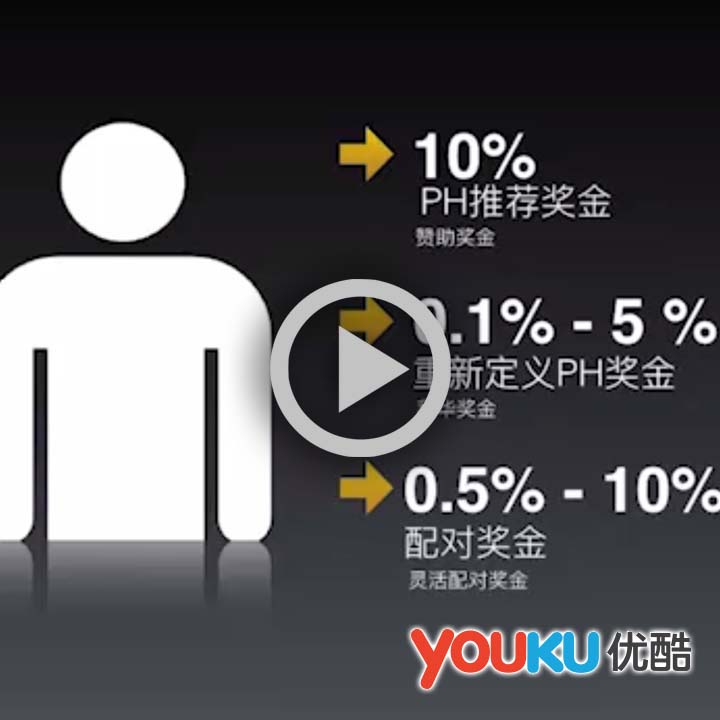 10%
PH推荐奖金
赞助奖金
0.1% - 5 %
重新定义PH奖金
华奖金
0.5% - 10%
配对奖金
灵活配对奖金
YOUKU 优酷